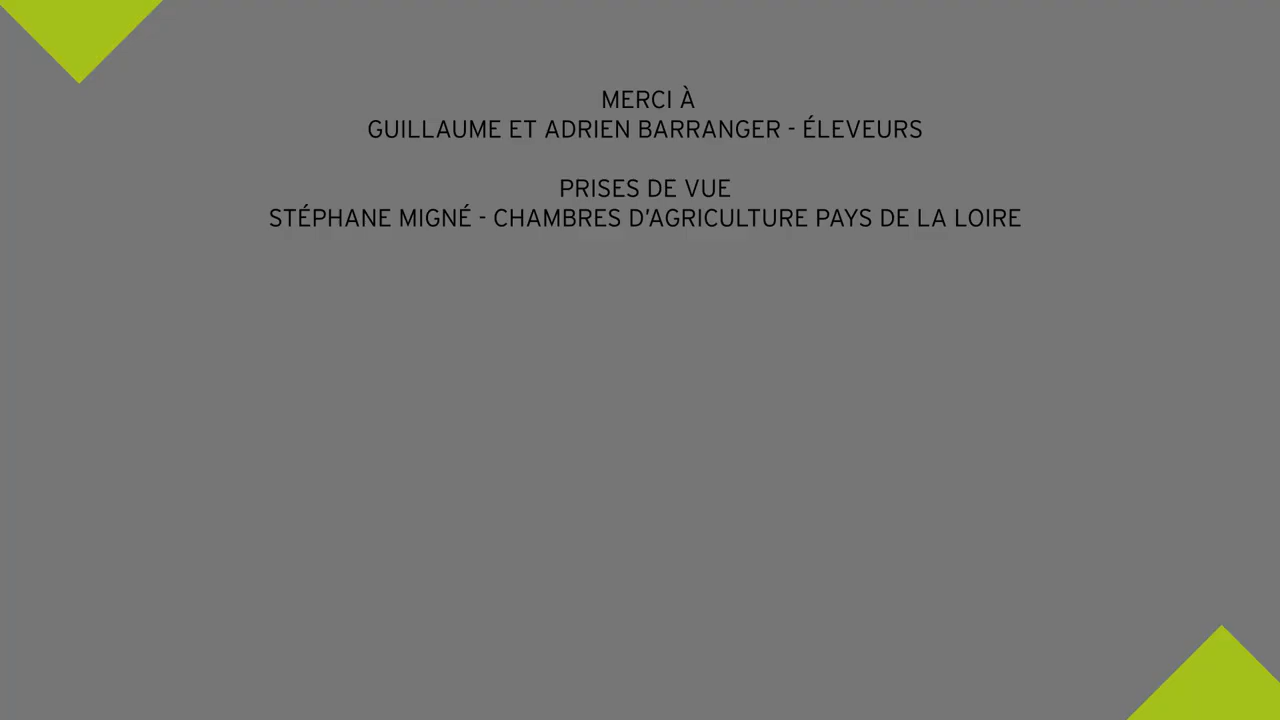 MERCI À
GUILLAUME ET ADRIEN BARRANGER - ÉLEVEURS
PRISES DE VUE
STÉPHANE MIGNÉ - CHAMBRES D'AGRICULTURE PAYS DE LA LOIRE